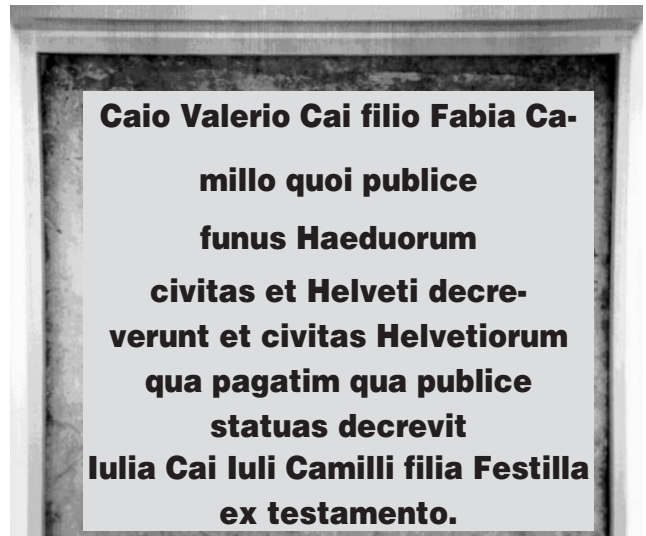 Caio Valerio Cai filio Fabia Ca-
millo quoi publice
funus Haeduorum
civitas et Helveti decre-
verunt et civitas Helvetiorum
qua pagatim qua publice
statuas decrevit
Iulia Cai Iuli Camilli filia Festilla
ex testamento.